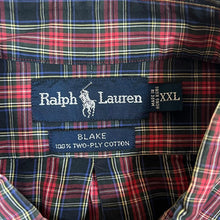 Ralph Lauren
XXL
BLAKE
100% TWO-PLY COTTON